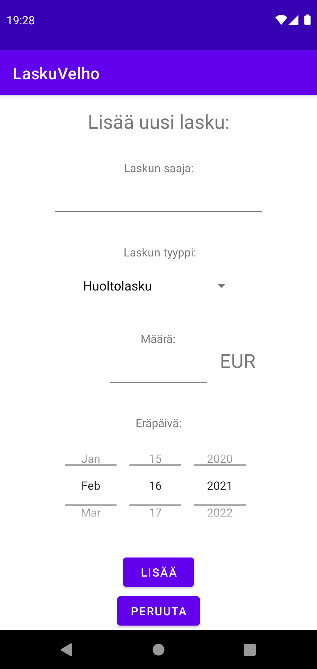 19:28
LaskuVelho
Lisää uusi lasku:
Laskun saaja:
Laskun tyyppi:
Huoltolasku
Määrä:
EUR
Eräpäivä:
Jan 15 2020
Feb 16 2021
Mar 17 2022
LISÄÄ
PERUUTA